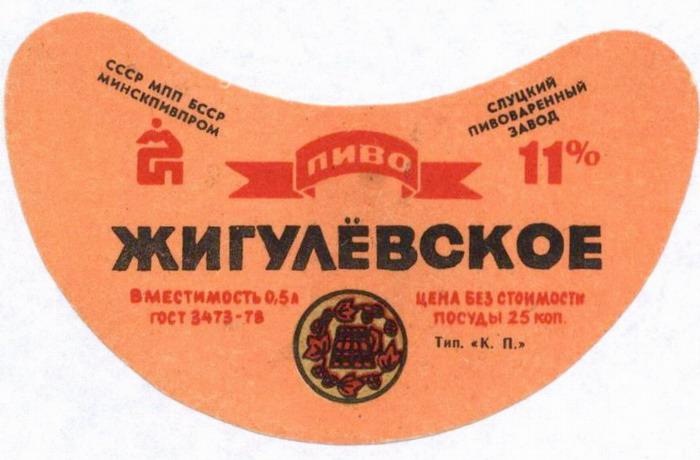 СССР МПП БССР
МИНСКПИВПРОМ
СЛУЦКИЙ
ПИВОВАРЕННЫЙ
ЗАВОД
11%
ПИВО
ЖИГУЛЁВСКОЕ
ВМЕСТИМОСТЬ 0,5 л
ГОСТ 3473-78
ЦЕНА БЕЗ СТОИМОСТИ
ПОСУДЫ 25 КОП.
Тип. «К. П.»